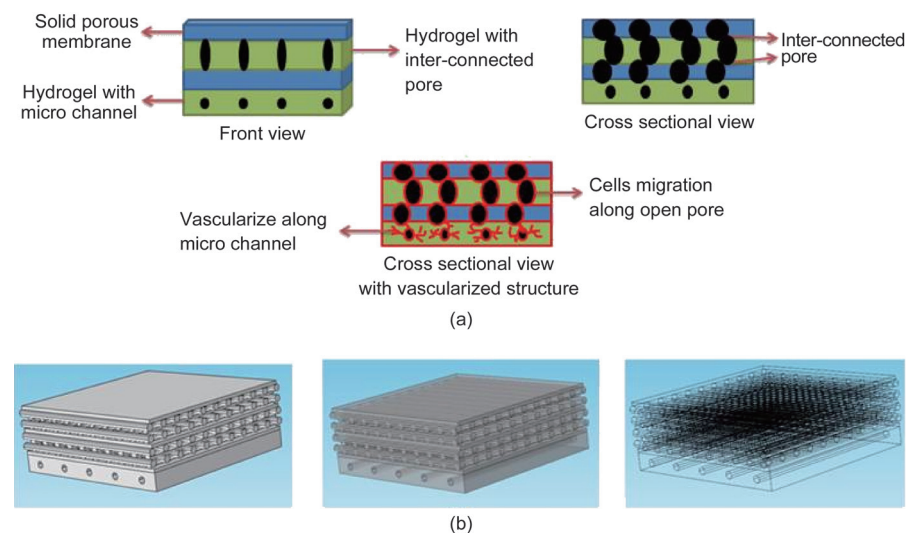 Solid porous
membrane
Hydrogel with
inter-connected
pore
Hydrogel with
micro channel
Front view
Inter-connected
pore
Cross sectional view
Cells migration
along open pore
Vascularize along
micro channel
Cross sectional view
with vascularized structure
(a)
(b)